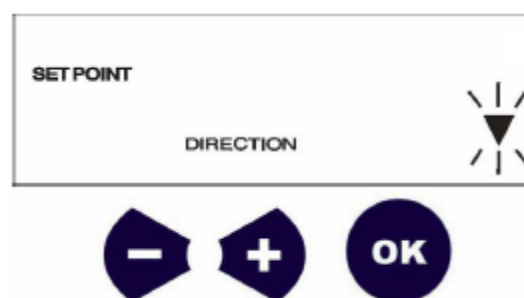 SET POINT
DIRECTION
- + OK